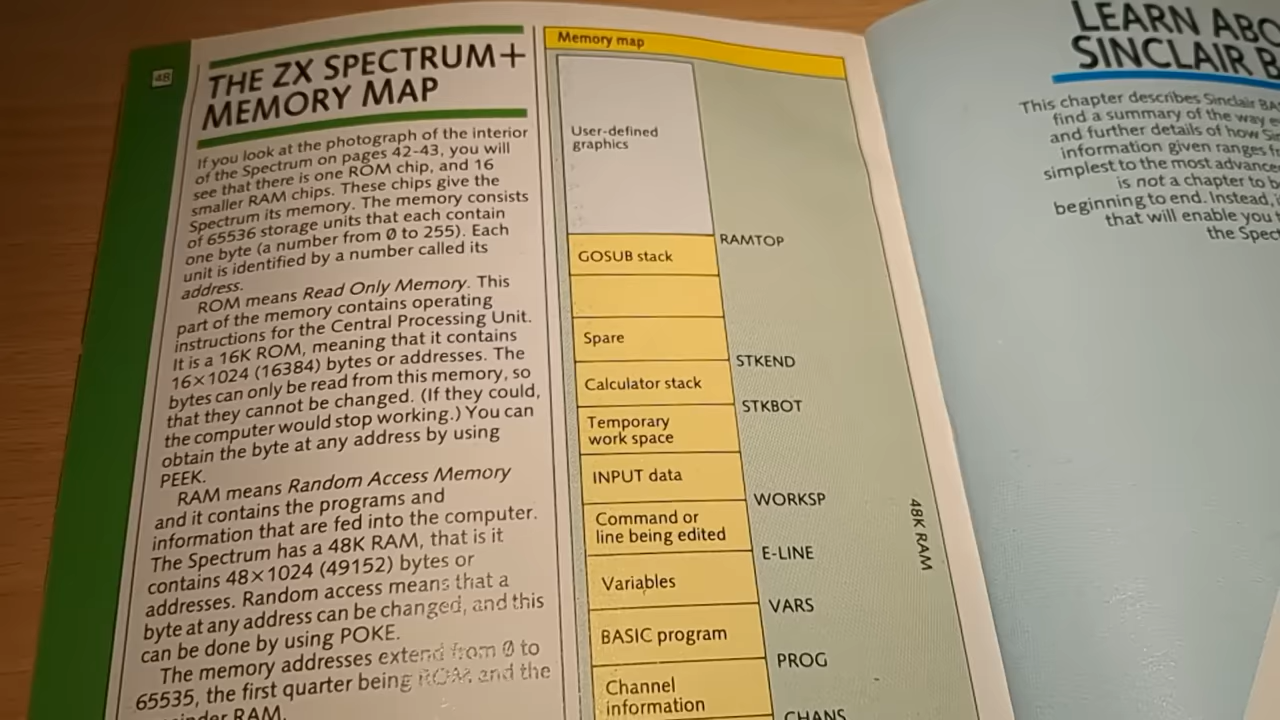 48
THE ZX SPECTRUM+
MEMORY MAP
If you look at the photograph of the interior
of the Spectrum on pages 42-43, you will
see that there is one ROM chip, and 16
smaller RAM chips. These chips give the
Spectrum its memory. The memory consists
of 65536 storage units that each contain
one byte (a number from 0 to 255). Each
unit is identified by a number called its
address.
ROM means Read Only Memory. This
part of the memory contains operating
instructions for the Central Processing Unit.
It is a 16K ROM, meaning that it contains
16×1024 (16384) bytes or addresses. The
bytes can only be read from this memory, so
that they cannot be changed. (If they could,
the computer would stop working.) You can
obtain the byte at any address by using
PEEK.
RAM means Random Access Memory
and it contains the programs and
information that are fed into the computer.
The Spectrum has a 48K RAM, that is it
contains 48×1024 (49152) bytes or
addresses. Random access means that a
byte at any address can be changed, and this
can be done by using POKE.
The memory addresses extend from 0 to
65535, the first quarter being ROM and the
RAM.
Memory map
User-defined
graphics
RAMTOP
GOSUB stack
Spare
STKEND
Calculator stack
STKBOT
Temporary
work space
INPUT data
WORKSP
Command or
line being edited
E-LINE
Variables
VARS
BASIC program
PROG
Channel
information
CHANS
48K RAM
LEARN ABO
SINCLAIR B
This chapter describes Sinclair BA
find a summary of the way
and further details of how
information given ranges
simplest to the most advance
is not a chapter to
beginning to end. Instead,
that will enable you
the Spect